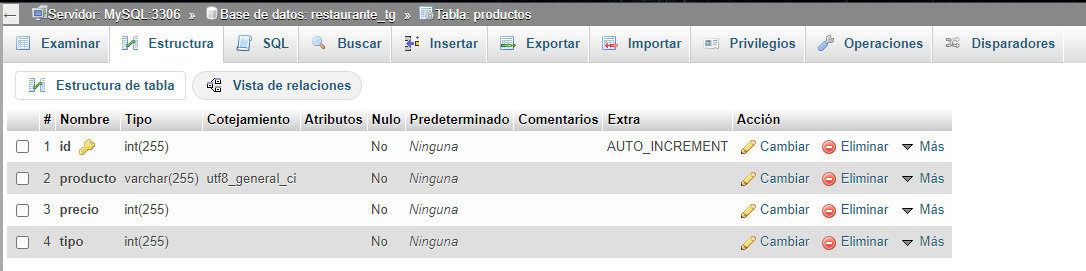 Servidor: MySQL:3306 » Base de datos: restaurante_tg » Tabla: productos
Examinar Estructura SQL Buscar Insertar Exportar Importar Privilegios Operaciones Disparadores
Estructura de tabla Vista de relaciones
# Nombre Tipo Cotejamiento Atributos Nulo Predeterminado Comentarios Extra Acción
1 id int(255) No Ninguna AUTO_INCREMENT Cambiar Eliminar Más
2 producto varchar(255) utf8_general_ci No Ninguna Cambiar Eliminar Más
3 precio int(255) No Ninguna Cambiar Eliminar Más
4 tipo int(255) No Ninguna Cambiar Eliminar Más